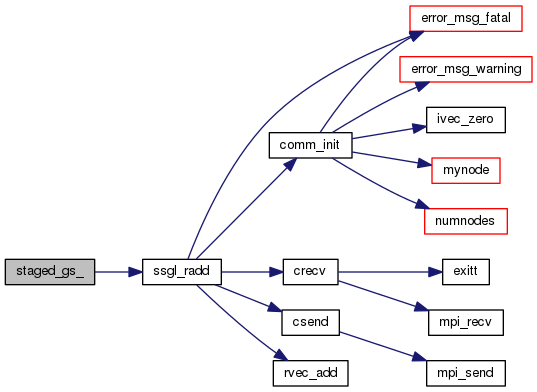 error_msg_fatal
error_msg_warning
ivec_zero
comm_init
mynode
numnodes
staged_gs_
ssgl_radd
crecv
exitt
csend
mpi_recv
rvec_add
mpi_send